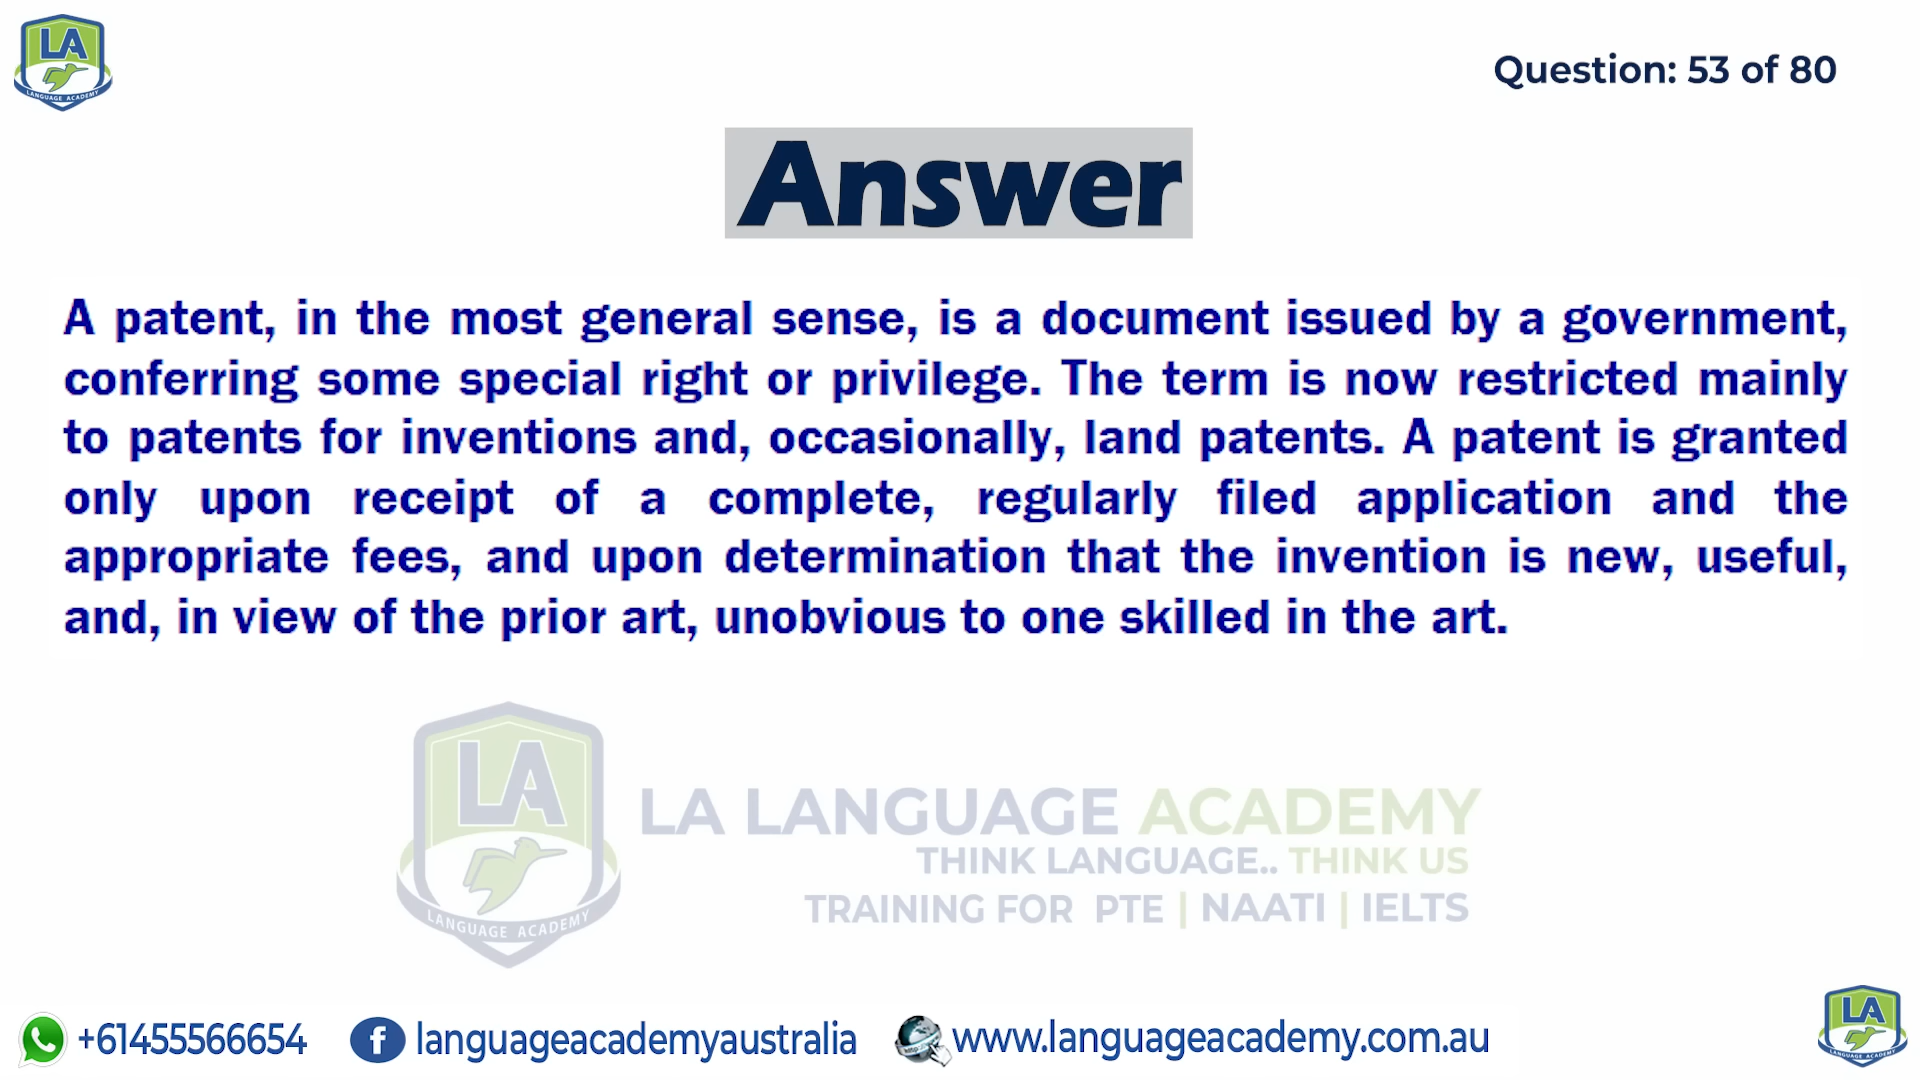 LA
LANGUAGE ACADEMY
Question: 53 of 80
Answer
A patent, in the most general sense, is a document issued by a government,
conferring some special right or privilege. The term is now restricted mainly
to patents for inventions and, occasionally, land patents. A patent is granted
only upon receipt of a complete, regularly filed application and the
appropriate fees, and upon determination that the invention is new, useful,
and, in view of the prior art, unobvious to one skilled in the art.
LA
LANGUAGE ACADEMY
LA LANGUAGE ACADEMY
THINK LANGUAGE.. THINK US
TRAINING FOR PTE | NAATI | IELTS
+61455566654
f languageacademyaustralia
http://
www.languageacademy.com.au
LA
LANGUAGE ACADEMY